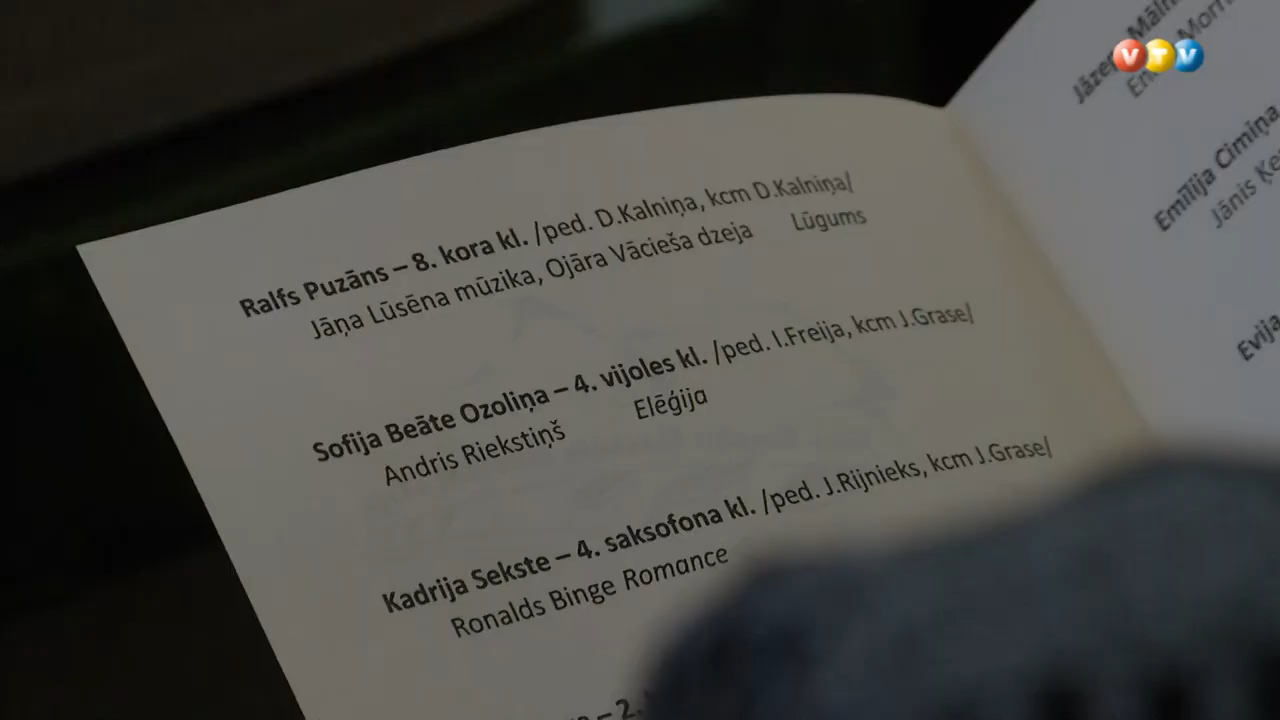 VTV
Ralfs Puzāns – 8. kora kl. /ped. D.Kalniņa, kcm D.Kalniņa/
Jāņa Lūsēna mūzika, Ojāra Vācieša dzeja Lūgums
Sofija Beāte Ozoliņa – 4. vijoles kl. /ped. I.Freija, kcm J.Grase/
Andris Riekstiņš Elēģija
Kadrija Sekste – 4. saksofona kl. /ped. J.Rijnieks, kcm J.Grase/
Ronalds Binge Romance
– 2.
Emīlija Cimiņa
Jānis
Evija